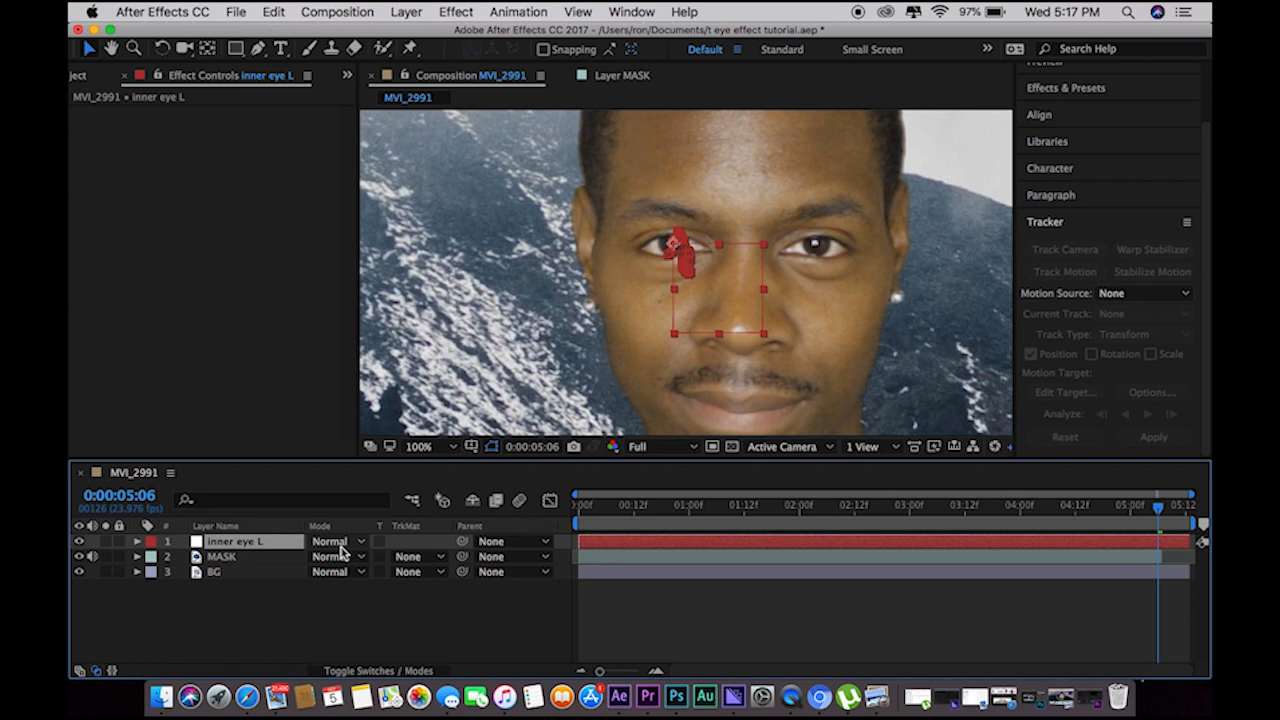 After Effects CC File Edit Composition Layer Effect Animation View Window Help 97% Wed 5:17 PM
Adobe After Effects CC 2017 - /Users/ron/Documents/t eye effect tutorial.aep *
Snapping Default Standard Small Screen Search Help
ject Effect Controls inner eye L Composition MVI_2991 Layer MASK
MVI_2991 • inner eye L
MVI_2991
Effects & Presets
Align
Libraries
Character
Paragraph
Tracker
Track Camera Warp Stabilizer
Track Motion Stabilize Motion
Motion Source: None
Current Track: None
Track Type: Transform
Position Rotation Scale
Motion Target:
Edit Target... Options...
Analyze:
Reset Apply
100% 0:00:05:06 Full Active Camera 1 View
MVI_2991
0:00:05:06
00126 (23.976 fps)
:00f 00:12f 01:00f 01:12f 02:00f 02:12f 03:00f 03:12f 04:00f 04:12f 05:00f 05:12
# Layer Name Mode T TrkMat Parent
1 inner eye L Normal None
2 MASK Normal None None
3 BG Normal None None
Toggle Switches / Modes